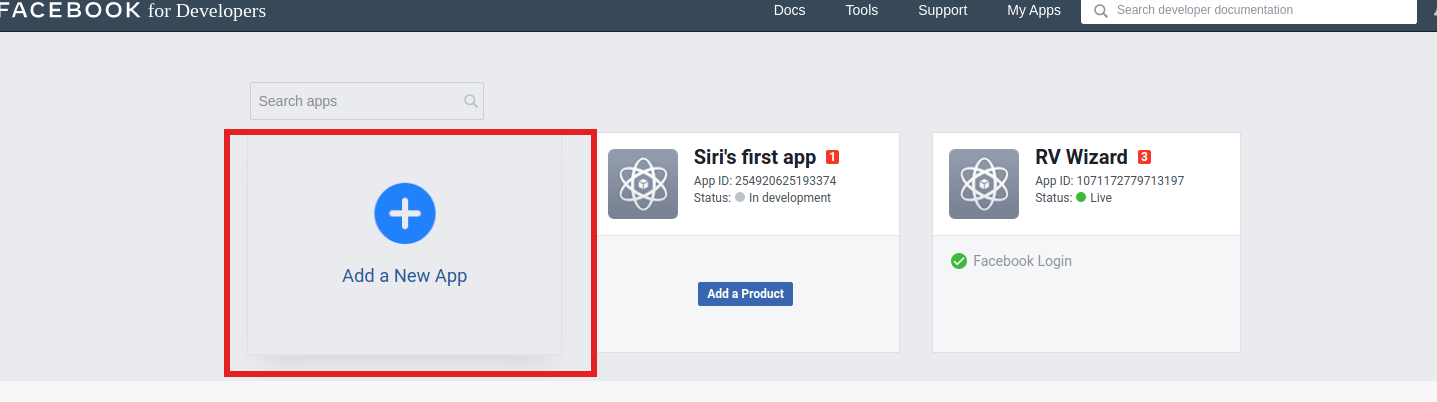 FACEBOOK for Developers
Docs
Tools
Support
My Apps
Search developer documentation
Search apps
Add a New App
Siri's first app 1
App ID: 254920625193374
Status: In development
Add a Product
RV Wizard 3
App ID: 1071172779713197
Status: Live
Facebook Login